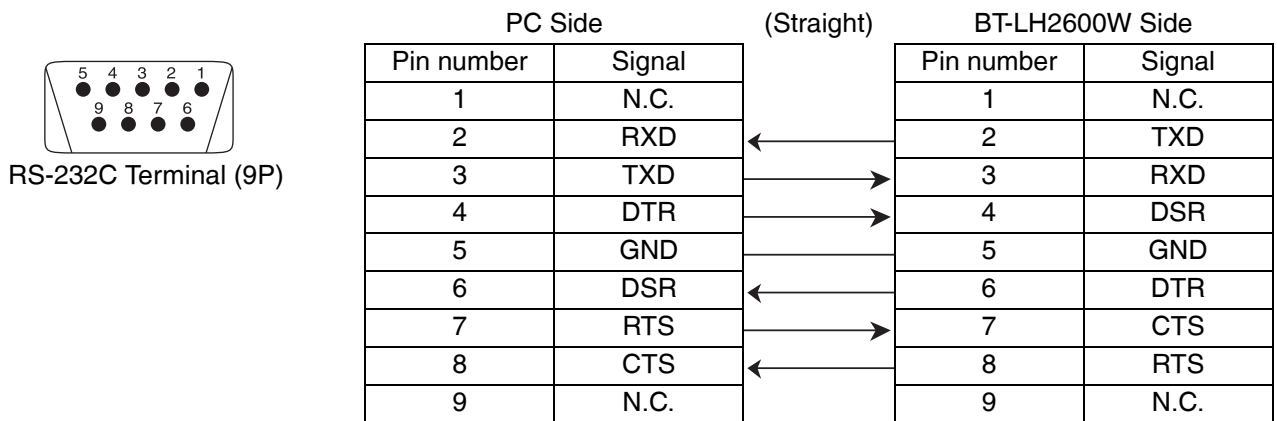 PC Side (Straight) BT-LH2600W Side
Pin number Signal Pin number Signal
5 4 3 2 1
9 8 7 6
RS-232C Terminal (9P)
1 N.C. 1 N.C.
2 RXD 2 TXD
3 TXD 3 RXD
4 DTR 4 DSR
5 GND 5 GND
6 DSR 6 DTR
7 RTS 7 CTS
8 CTS 8 RTS
9 N.C. 9 N.C.